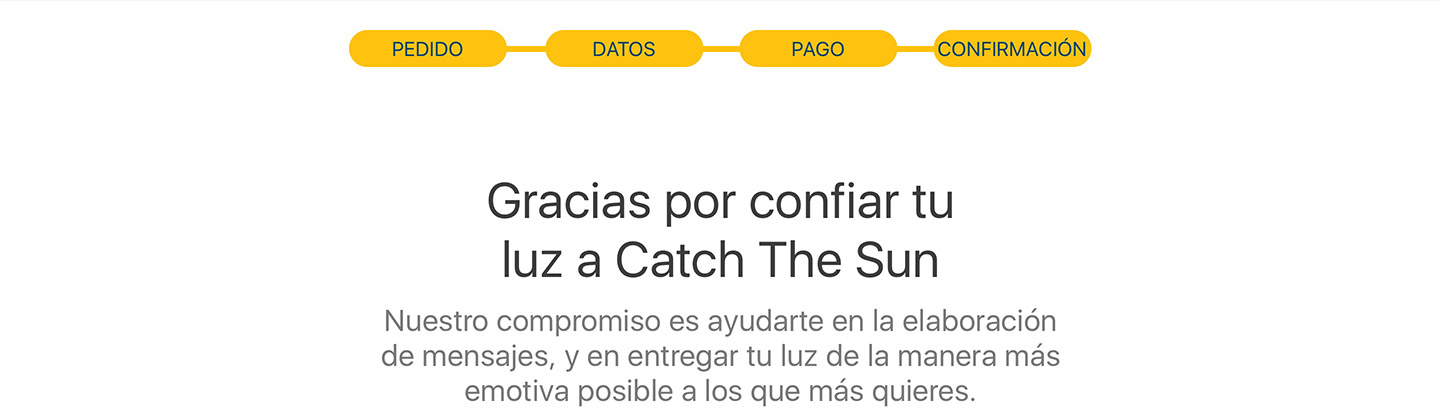 PEDIDO DATOS PAGO CONFIRMACIÓN
Gracias por confiar tu
luz a Catch The Sun
Nuestro compromiso es ayudarte en la elaboración
de mensajes, y en entregar tu luz de la manera más
emotiva posible a los que más quieres.